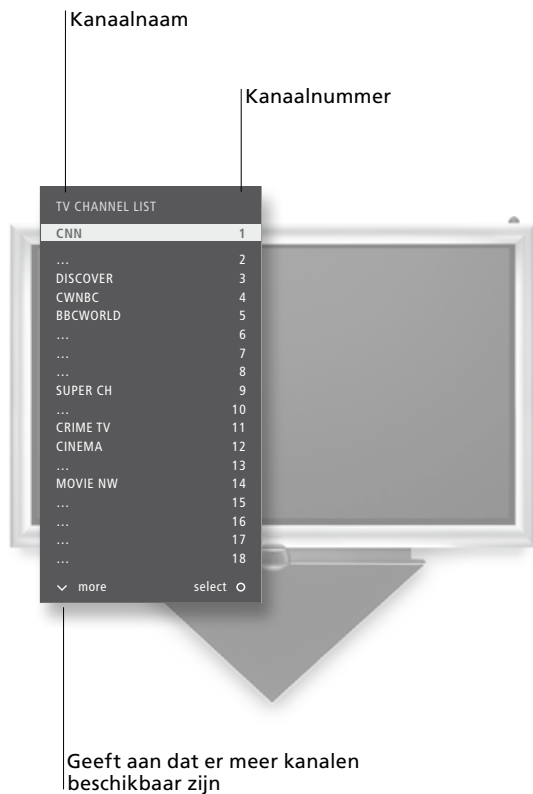 Kanaalnaam
Kanaalnummer
TV CHANNEL LIST
CNN 1
... 2
DISCOVER 3
CWNBC 4
BBCWORLD 5
... 6
... 7
... 8
SUPER CH 9
... 10
CRIME TV 11
CINEMA 12
... 13
MOVIE NW 14
... 15
... 16
... 17
... 18
more select
Geeft aan dat er meer kanalen
beschikbaar zijn